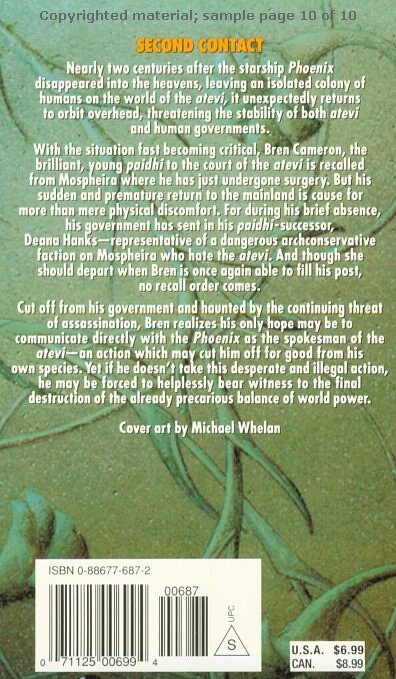 Copyrighted material; sample page 10 of 10
SECOND CONTACT
Nearly two centuries after the starship Phoenix
disappeared into the heavens, leaving an isolated colony of
humans on the world of the atevi, it unexpectedly returns
to orbit overhead, threatening the stability of both atevi
and human governments.
With the situation fast becoming critical, Bren Cameron, the
brilliant, young paidhi to the court of the atevi is recalled
from Mospheira where he has just undergone surgery. But his
sudden and premature return to the mainland is cause for
more than mere physical discomfort. For during his brief absence,
his government has sent in his paidhi-successor,
Deana Hanks—representative of a dangerous archconservative
faction on Mospheira who hate the atevi. And though she
should depart when Bren is once again able to fill his post,
no recall order comes.
Cut off from his government and haunted by the continuing threat
of assassination, Bren realizes his only hope may be to
communicate directly with the Phoenix as the spokesman of the
atevi—an action which may cut him off for good from his
own species. Yet if he doesn't take this desperate and illegal action,
he may be forced to helplessly bear witness to the final
destruction of the already precarious balance of world power.
Cover art by Michael Whelan
ISBN 0-88677-687-2
00687
0 71125 00699 4
S
UPC
U.S.A. $6.99
CAN. $8.99